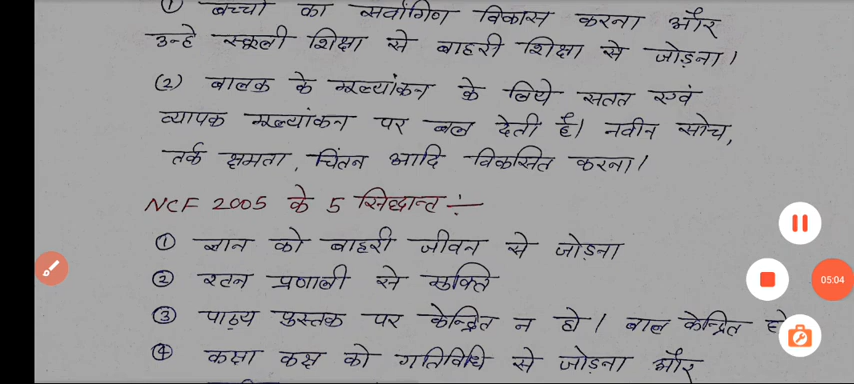 ① बच्चों का सर्वांगिण विकास करना और
उन्हे स्कूली शिक्षा से बाहरी शिक्षा से जोड़ना।
(2) बालक के मूल्यांकन के लिये सतत एवं
व्यापक मूल्यांकन पर बल देती है। नवीन सोच,
तर्क क्षमता, चिंतन आदि विकसित करना।
NCF 2005 के 5 सिद्धान्त :-
① ज्ञान को बाहरी जीवन से जोड़ना
② रटन प्रणाली से मुक्ति
③ पाठ्य पुस्तक पर केन्द्रित न हो। बाल केन्द्रित हो
④ कक्षा कक्ष को गतिविधि से जोड़ना और
05:04